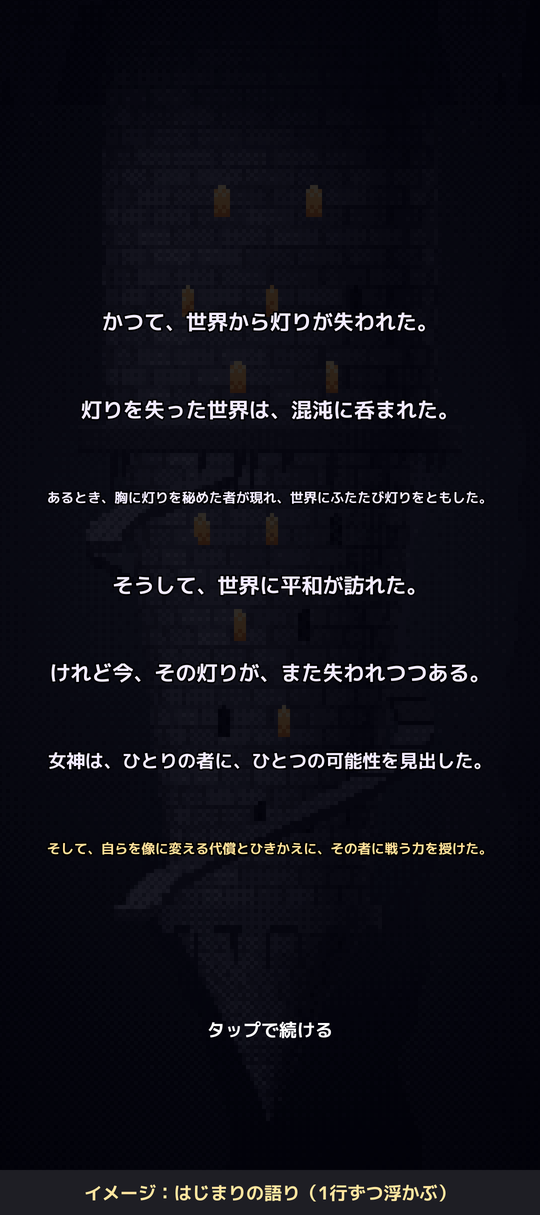 かつて、世界から灯りが失われた。
灯りを失った世界は、混沌に呑まれた。
あるとき、胸に灯りを秘めた者が現れ、世界にふたたび灯りをともした。
そうして、世界に平和が訪れた。
けれど今、その灯りが、また失われつつある。
女神は、ひとりの者に、ひとつの可能性を見出した。
そして、自らを像に変える代償とひきかえに、その者に戦う力を授けた。
タップで続ける
イメージ：はじまりの語り（1行ずつ浮かぶ）